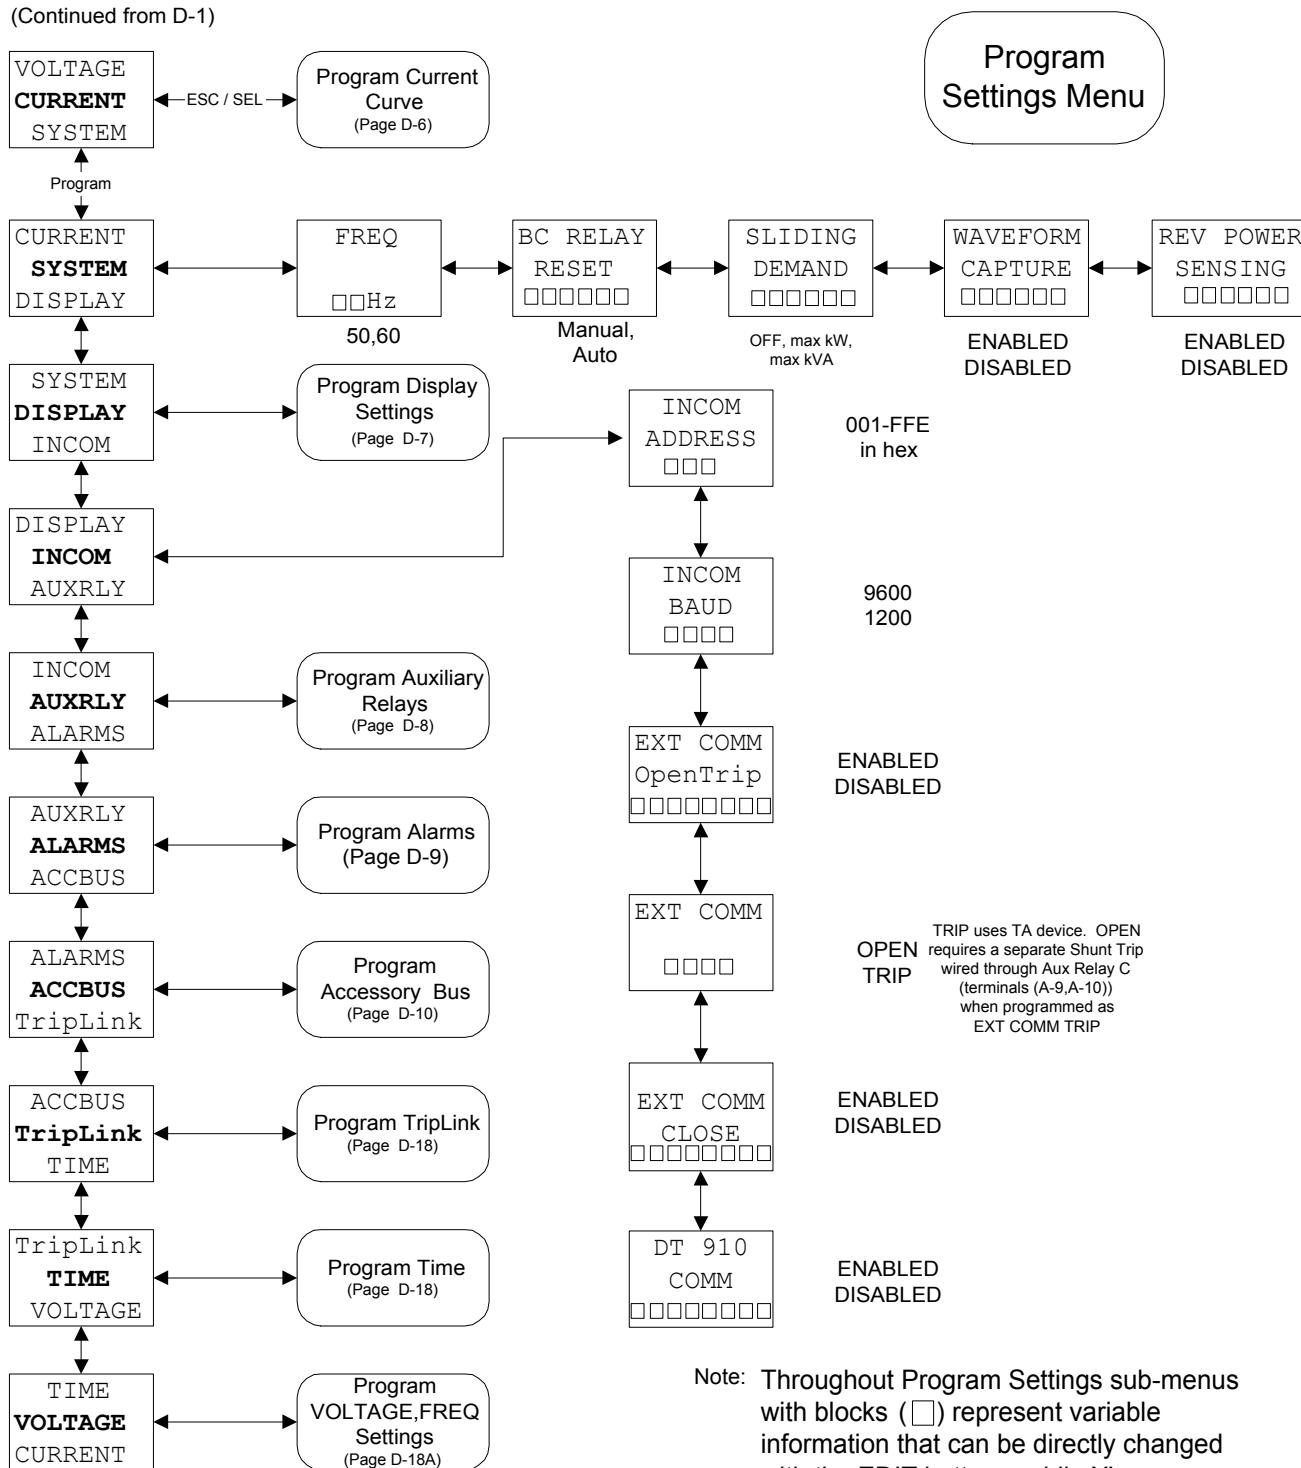 (Continued from D-1)
Program
Settings Menu
VOLTAGE
CURRENT
SYSTEM
ESC / SEL
Program Current
Curve
(Page D-6)
Program
CURRENT
SYSTEM
DISPLAY
FREQ
□□Hz
50,60
BC RELAY
RESET
□□□□□□
Manual,
Auto
SLIDING
DEMAND
□□□□□□
OFF, max kW,
max kVA
WAVEFORM
CAPTURE
□□□□□□
ENABLED
DISABLED
REV POWER
SENSING
□□□□□□
ENABLED
DISABLED
SYSTEM
DISPLAY
INCOM
Program Display
Settings
(Page D-7)
DISPLAY
INCOM
AUXRLY
INCOM
ADDRESS
□□□
001-FFE
in hex
INCOM
BAUD
□□□□
9600
1200
EXT COMM
OpenTrip
□□□□□□□□
ENABLED
DISABLED
EXT COMM
□□□□
OPEN
TRIP
TRIP uses TA device. OPEN
requires a separate Shunt Trip
wired through Aux Relay C
(terminals (A-9,A-10))
when programmed as
EXT COMM TRIP
EXT COMM
CLOSE
□□□□□□□□
ENABLED
DISABLED
DT 910
COMM
□□□□□□□□
ENABLED
DISABLED
INCOM
AUXRLY
ALARMS
Program Auxiliary
Relays
(Page D-8)
AUXRLY
ALARMS
ACCBUS
Program Alarms
(Page D-9)
ALARMS
ACCBUS
TripLink
Program
Accessory Bus
(Page D-10)
ACCBUS
TripLink
TIME
Program TripLink
(Page D-18)
TripLink
TIME
VOLTAGE
Program Time
(Page D-18)
TIME
VOLTAGE
CURRENT
Program
VOLTAGE,FREQ
Settings
(Page D-18A)
Note: Throughout Program Settings sub-menus
with blocks (□) represent variable
information that can be directly changed